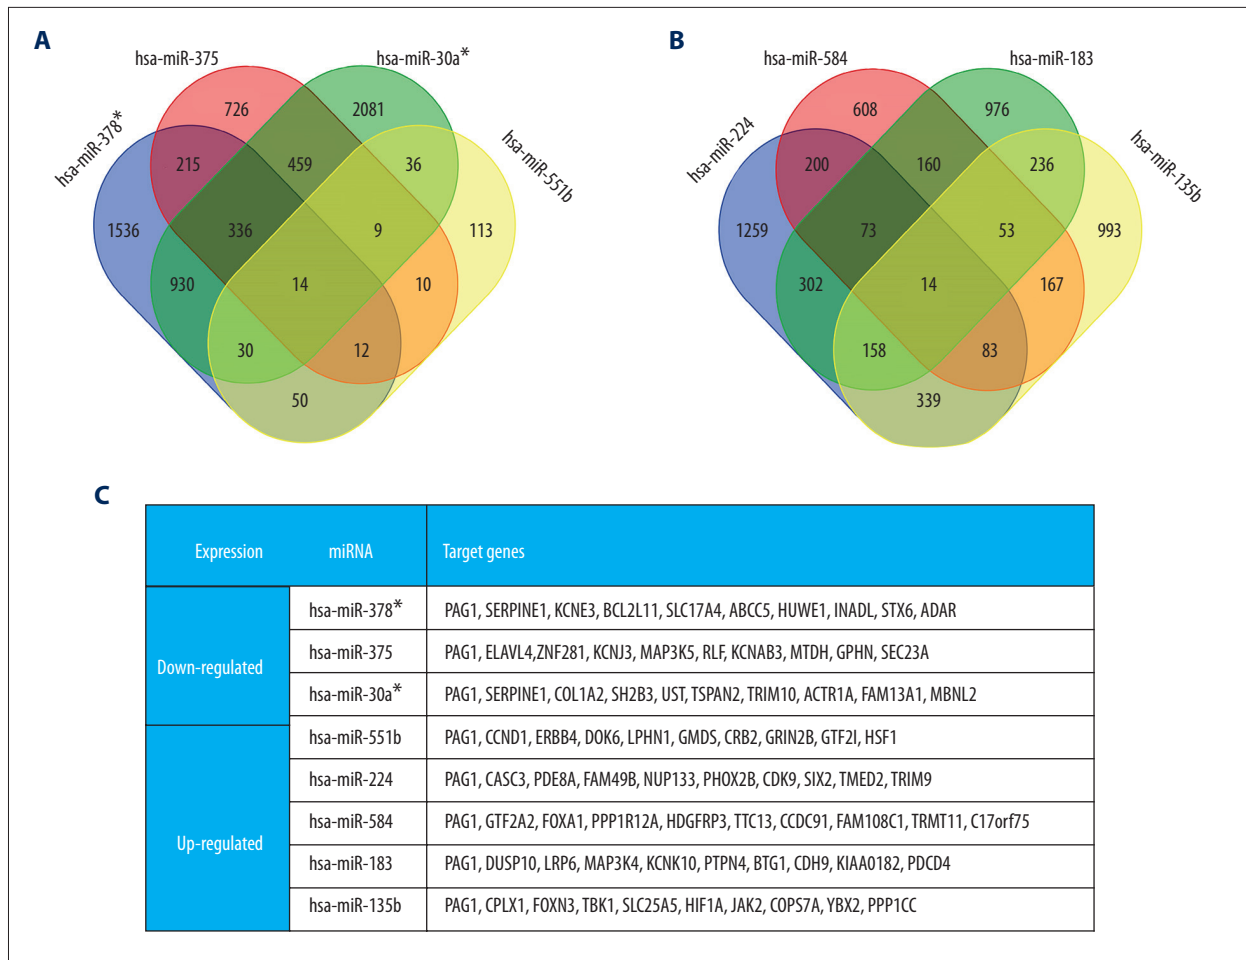 A
B
hsa-miR-375
hsa-miR-30a*
hsa-miR-378*
hsa-miR-551b
726
2081
215
459
36
1536
336
9
113
930
14
10
30
12
50
hsa-miR-584
hsa-miR-183
hsa-miR-224
hsa-miR-135b
608
976
200
160
236
1259
73
53
993
302
14
167
158
83
339
C
Expression miRNA Target genes
Down-regulated
hsa-miR-378* PAG1, SERPINE1, KCNE3, BCL2L11, SLC17A4, ABCC5, HUWE1, INADL, STX6, ADAR
hsa-miR-375 PAG1, ELAVL4,ZNF281, KCNJ3, MAP3K5, RLF, KCNAB3, MTDH, GPHN, SEC23A
hsa-miR-30a* PAG1, SERPINE1, COL1A2, SH2B3, UST, TSPAN2, TRIM10, ACTR1A, FAM13A1, MBNL2
hsa-miR-551b PAG1, CCND1, ERBB4, DOK6, LPHN1, GMDS, CRB2, GRIN2B, GTF2I, HSF1
Up-regulated
hsa-miR-224 PAG1, CASC3, PDE8A, FAM49B, NUP133, PHOX2B, CDK9, SIX2, TMED2, TRIM9
hsa-miR-584 PAG1, GTF2A2, FOXA1, PPP1R12A, HDGFRP3, TTC13, CCDC91, FAM108C1, TRMT11, C17orf75
hsa-miR-183 PAG1, DUSP10, LRP6, MAP3K4, KCNK10, PTPN4, BTG1, CDH9, KIAA0182, PDCD4
hsa-miR-135b PAG1, CPLX1, FOXN3, TBK1, SLC25A5, HIF1A, JAK2, COPS7A, YBX2, PPP1CC